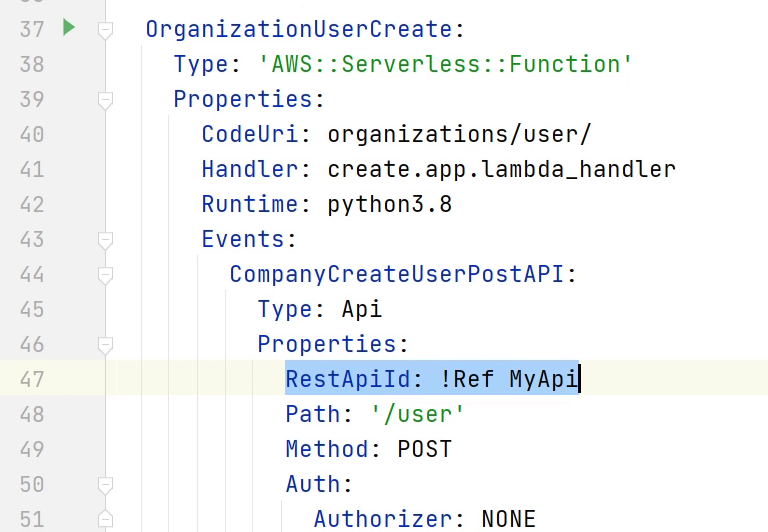 37 OrganizationUserCreate:
38 Type: 'AWS::Serverless::Function'
39 Properties:
40 CodeUri: organizations/user/
41 Handler: create.app.lambda_handler
42 Runtime: python3.8
43 Events:
44 CompanyCreateUserPostAPI:
45 Type: Api
46 Properties:
47 RestApiId: !Ref MyApi
48 Path: '/user'
49 Method: POST
50 Auth:
51 Authorizer: NONE